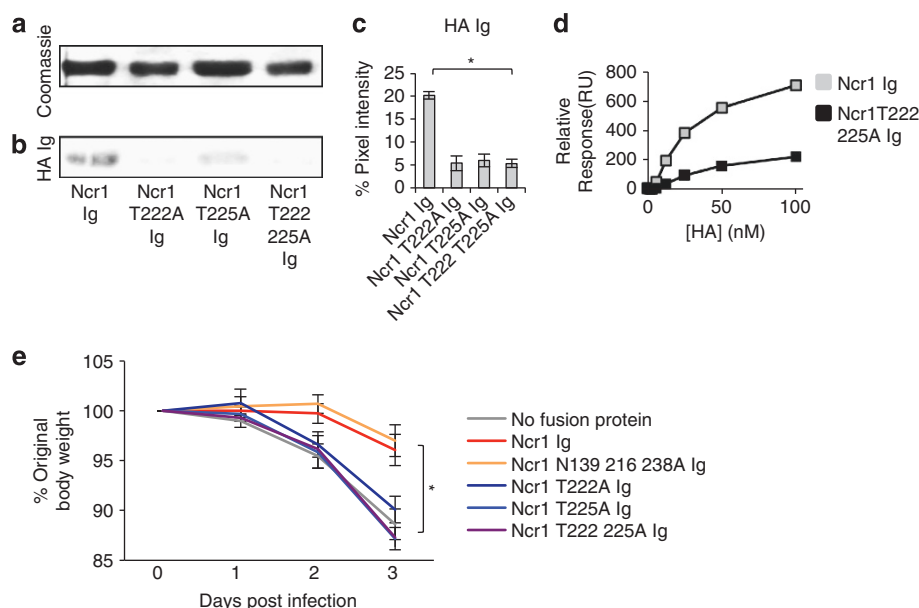 a
Coomassie
b
HA Ig
Ncr1
Ig
Ncr1
T222A
Ig
Ncr1
T225A
Ig
Ncr1
T222
225A
Ig
c
HA Ig
*
% Pixel intensity
25
20
15
10
5
0
Ncr1 Ig
Ncr1 T222A Ig
Ncr1 T225A Ig
Ncr1 T222 T225A Ig
d
Relative
Response(RU)
800
600
400
200
0
0
50
100
[HA] (nM)
Ncr1 Ig
Ncr1T222
225A Ig
e
% Original
body weight
105
100
95
90
85
0
1
2
3
Days post infection
*
No fusion protein
Ncr1 Ig
Ncr1 N139 216 238A Ig
Ncr1 T222A Ig
Ncr1 T225A Ig
Ncr1 T222 225A Ig